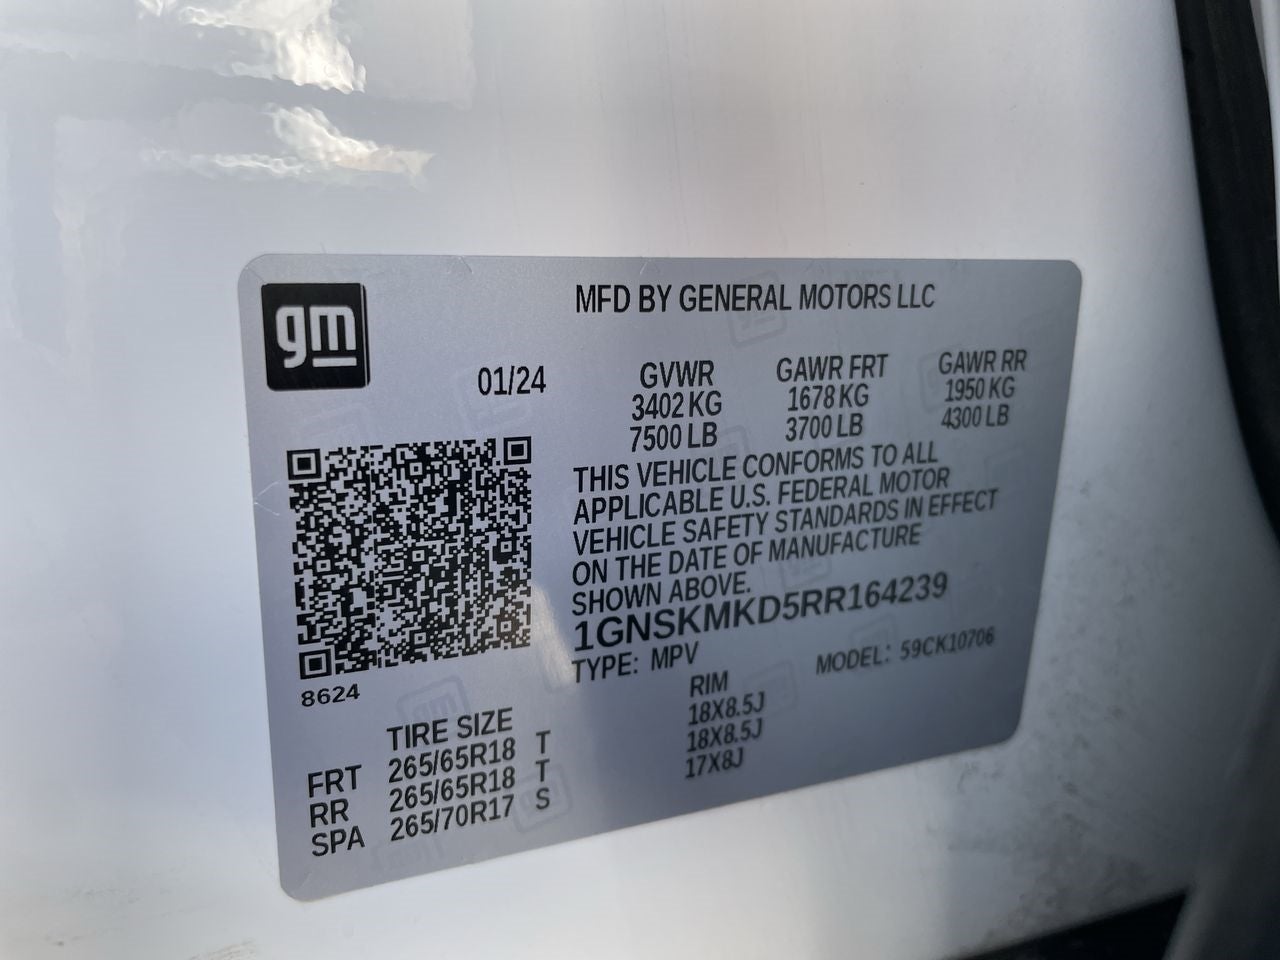 gm
MFD BY GENERAL MOTORS LLC
01/24 GVWR GAWR FRT GAWR RR
3402 KG 1678 KG 1950 KG
7500 LB 3700 LB 4300 LB
THIS VEHICLE CONFORMS TO ALL
APPLICABLE U.S. FEDERAL MOTOR
VEHICLE SAFETY STANDARDS IN EFFECT
ON THE DATE OF MANUFACTURE
SHOWN ABOVE.
1GNSKMKD5RR164239
TYPE: MPV MODEL: 59CK10706
8624
TIRE SIZE RIM
FRT 265/65R18 T 18X8.5J
RR 265/65R18 T 18X8.5J
SPA 265/70R17 S 17X8J